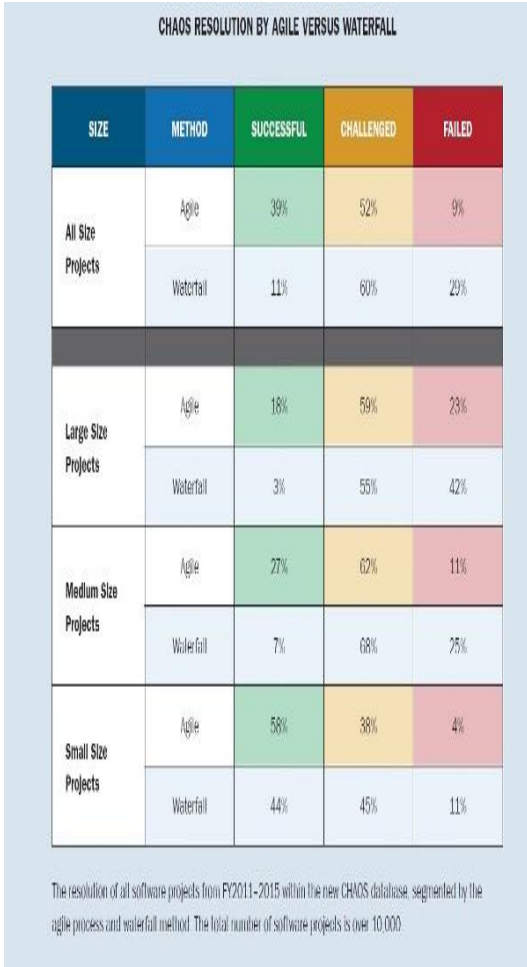 CHAOS RESOLUTION BY AGILE VERSUS WATERFALL
SIZE METHOD SUCCESSFUL CHALLENGED FAILED
All Size Projects
Agile 39% 52% 9%
Waterfall 11% 60% 29%
Large Size Projects
Agile 18% 59% 23%
Waterfall 3% 55% 42%
Medium Size Projects
Agile 27% 62% 11%
Waterfall 7% 68% 25%
Small Size Projects
Agile 58% 38% 4%
Waterfall 44% 45% 11%
The resolution of all software projects from FY2011–2015 within the new CHAOS database, segmented by the
agile process and waterfall method. The total number of software projects is over 10,000